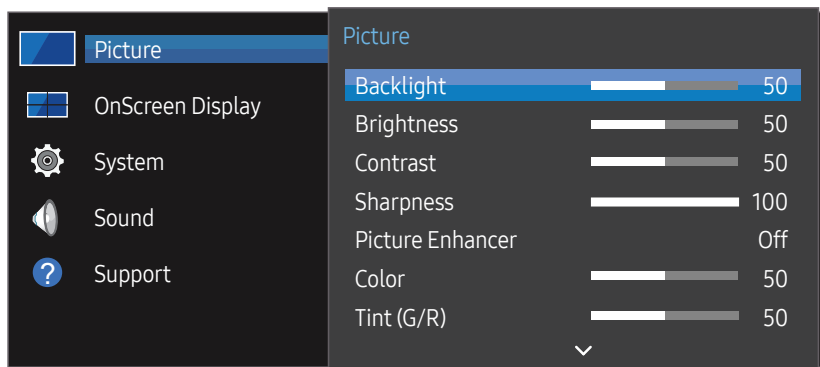 Picture
OnScreen Display
System
Sound
?
Support
Picture
Backlight 50
Brightness 50
Contrast 50
Sharpness 100
Picture Enhancer Off
Color 50
Tint (G/R) 50